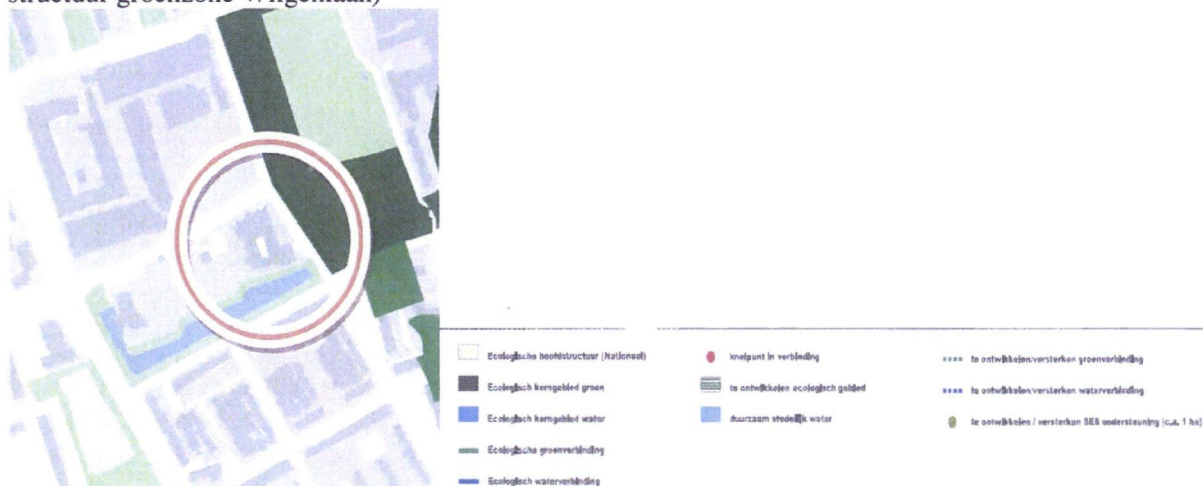 structuur groenzone Wilgenlaan)
Ecologische hoofdstructuur (Nationaal)
Ecologisch kerngebied groen
Ecologisch kerngebied water
Ecologische groenverbinding
Ecologisch waterverbinding
knelpunt in verbinding
te ontwikkelen ecologisch gebied
duurzaam stedelijk water
te ontwikkelen/versterken groenverbinding
te ontwikkelen/versterken waterverbinding
te ontwikkelen / versterken SES ondersteuning (c.a. 1 ha)